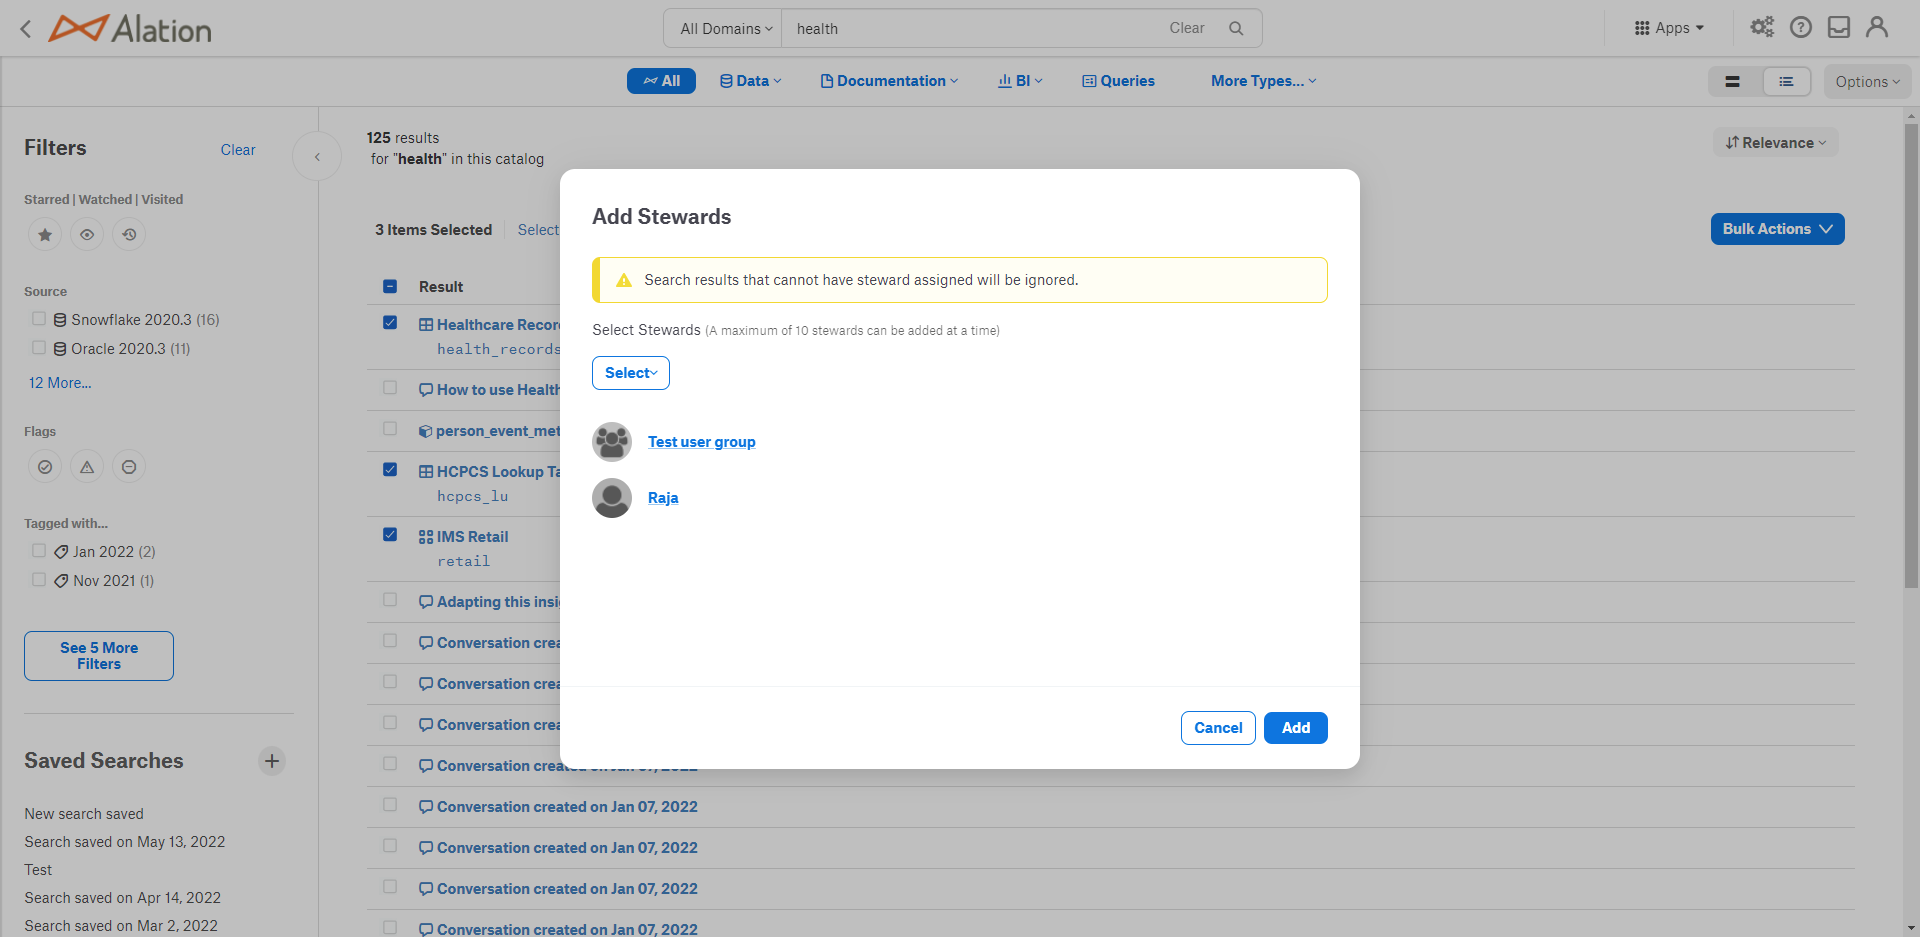 Alation
All Domains
health
Clear
Apps
All
Data
Documentation
BI
Queries
More Types...
Options
Filters
Clear
Starred | Watched | Visited
Source
Snowflake 2020.3 (16)
Oracle 2020.3 (11)
12 More...
Flags
Tagged with...
Jan 2022 (2)
Nov 2021 (1)
See 5 More
Filters
Saved Searches
New search saved
Search saved on May 13, 2022
Test
Search saved on Apr 14, 2022
Search saved on Mar 2, 2022
125 results
for "health" in this catalog
Relevance
3 Items Selected
Select
Bulk Actions
Result
Healthcare Recor
health_records
How to use Health
person_event_met
HCPCS Lookup Ta
hcpcs_lu
IMS Retail
retail
Adapting this insi
Conversation crea
Conversation crea
Conversation crea
Conversation created on Jan 07, 2022
Conversation created on Jan 07, 2022
Conversation created on Jan 07, 2022
Conversation created on Jan 07, 2022
Conversation created on Jan 07, 2022
Add Stewards
Search results that cannot have steward assigned will be ignored.
Select Stewards (A maximum of 10 stewards can be added at a time)
Select
Test user group
Raja
Cancel
Add